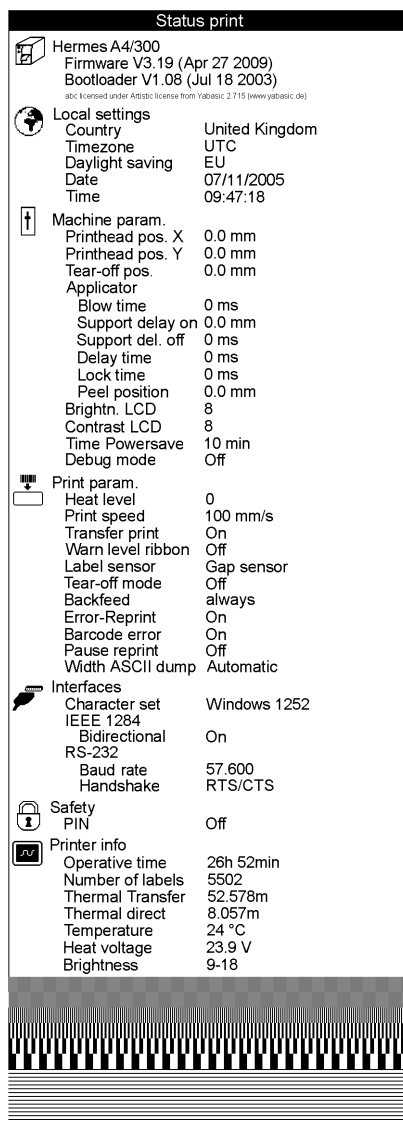 Status print
Hermes A4/300
Firmware V3.19 (Apr 27 2009)
Bootloader V1.08 (Jul 18 2003)
abc licensed under Artistic license from Yabasic 2.715 (www.yabasic.de)
Local settings
Country United Kingdom
Timezone UTC
Daylight saving EU
Date 07/11/2005
Time 09:47:18
Machine param.
Printhead pos. X 0.0 mm
Printhead pos. Y 0.0 mm
Tear-off pos. 0.0 mm
Applicator
Blow time 0 ms
Support delay on 0.0 mm
Support del. off 0 ms
Delay time 0 ms
Lock time 0 ms
Peel position 0.0 mm
Brightn. LCD 8
Contrast LCD 8
Time Powersave 10 min
Debug mode Off
Print param.
Heat level 0
Print speed 100 mm/s
Transfer print On
Warn level ribbon Off
Label sensor Gap sensor
Tear-off mode Off
Backfeed always
Error-Reprint On
Barcode error On
Pause reprint Off
Width ASCII dump Automatic
Interfaces
Character set Windows 1252
IEEE 1284
Bidirectional On
RS-232
Baud rate 57.600
Handshake RTS/CTS
Safety
PIN Off
Printer info
Operative time 26h 52min
Number of labels 5502
Thermal Transfer 52.578m
Thermal direct 8.057m
Temperature 24 °C
Heat voltage 23.9 V
Brightness 9-18